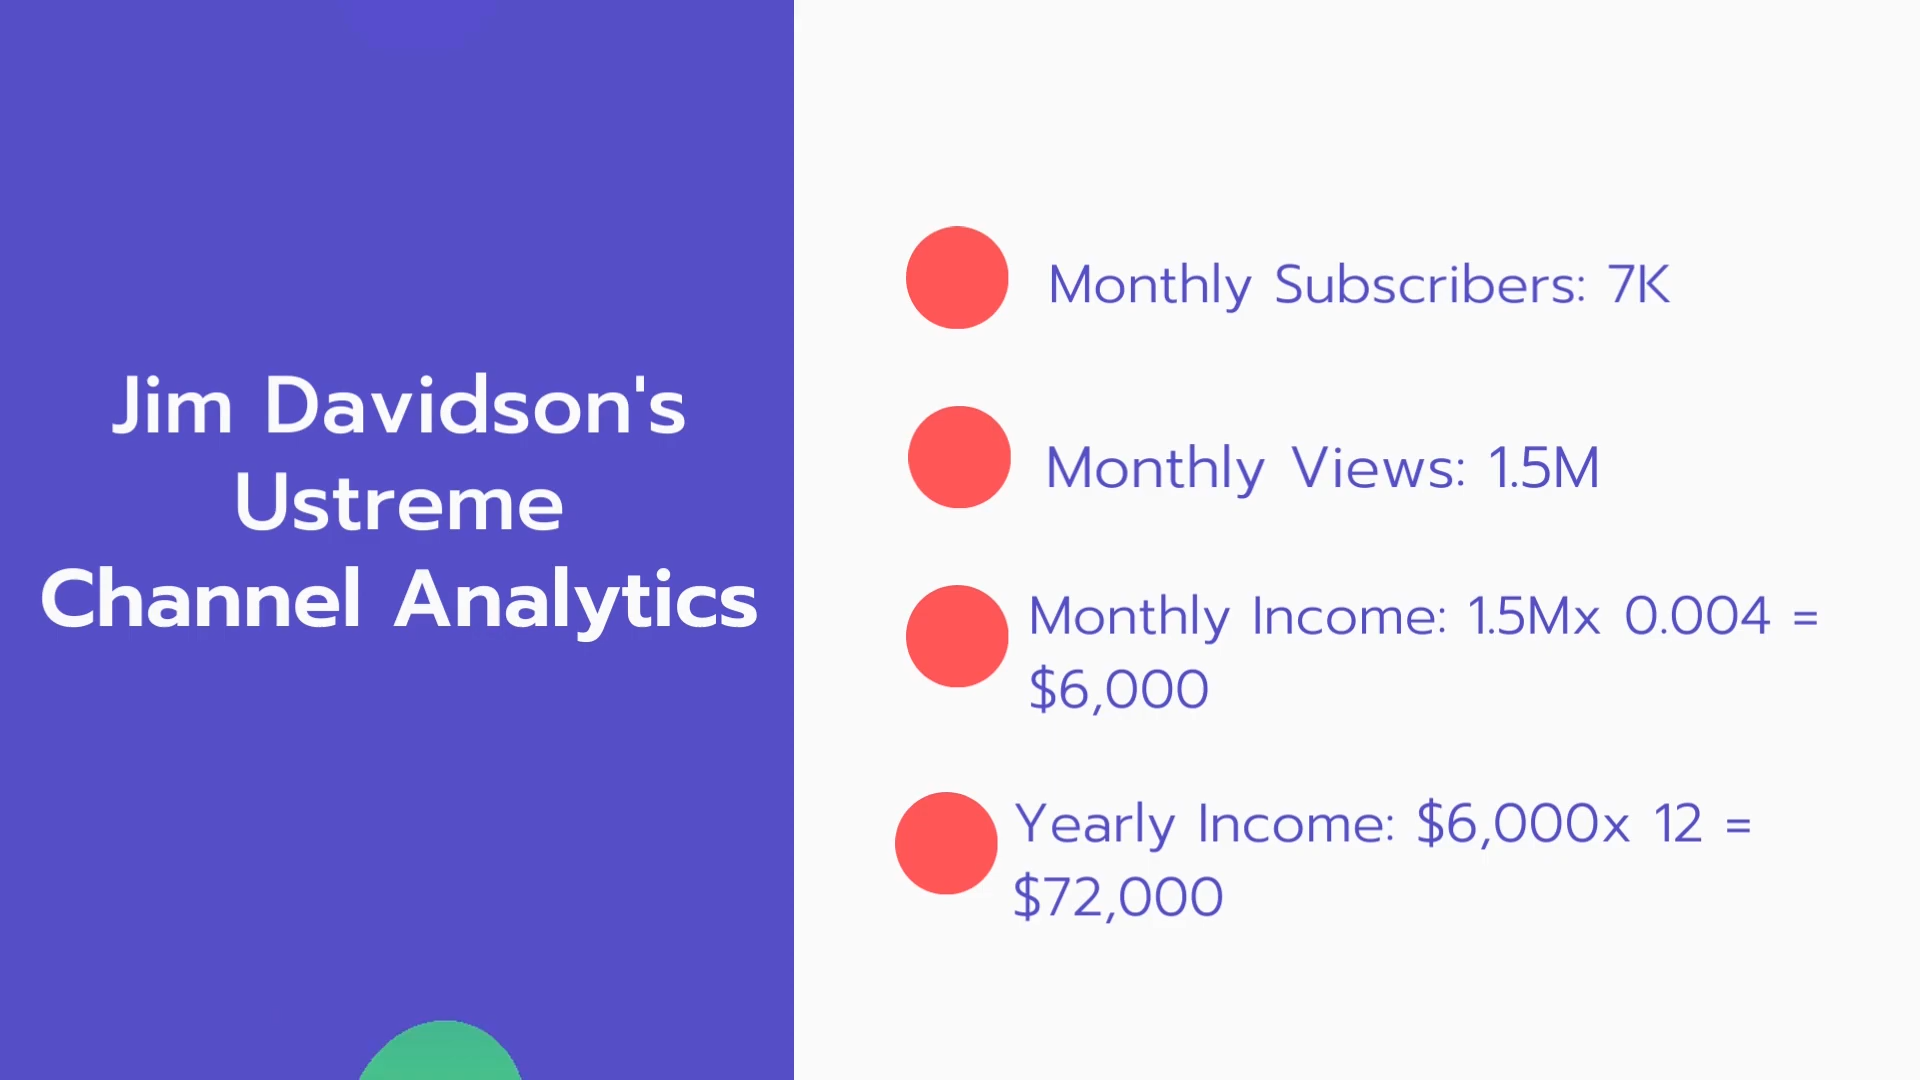 Jim Davidson's
Ustreme
Channel Analytics
Monthly Subscribers: 7K
Monthly Views: 1.5M
Monthly Income: 1.5Mx 0.004 =
$6,000
Yearly Income: $6,000x 12 =
$72,000